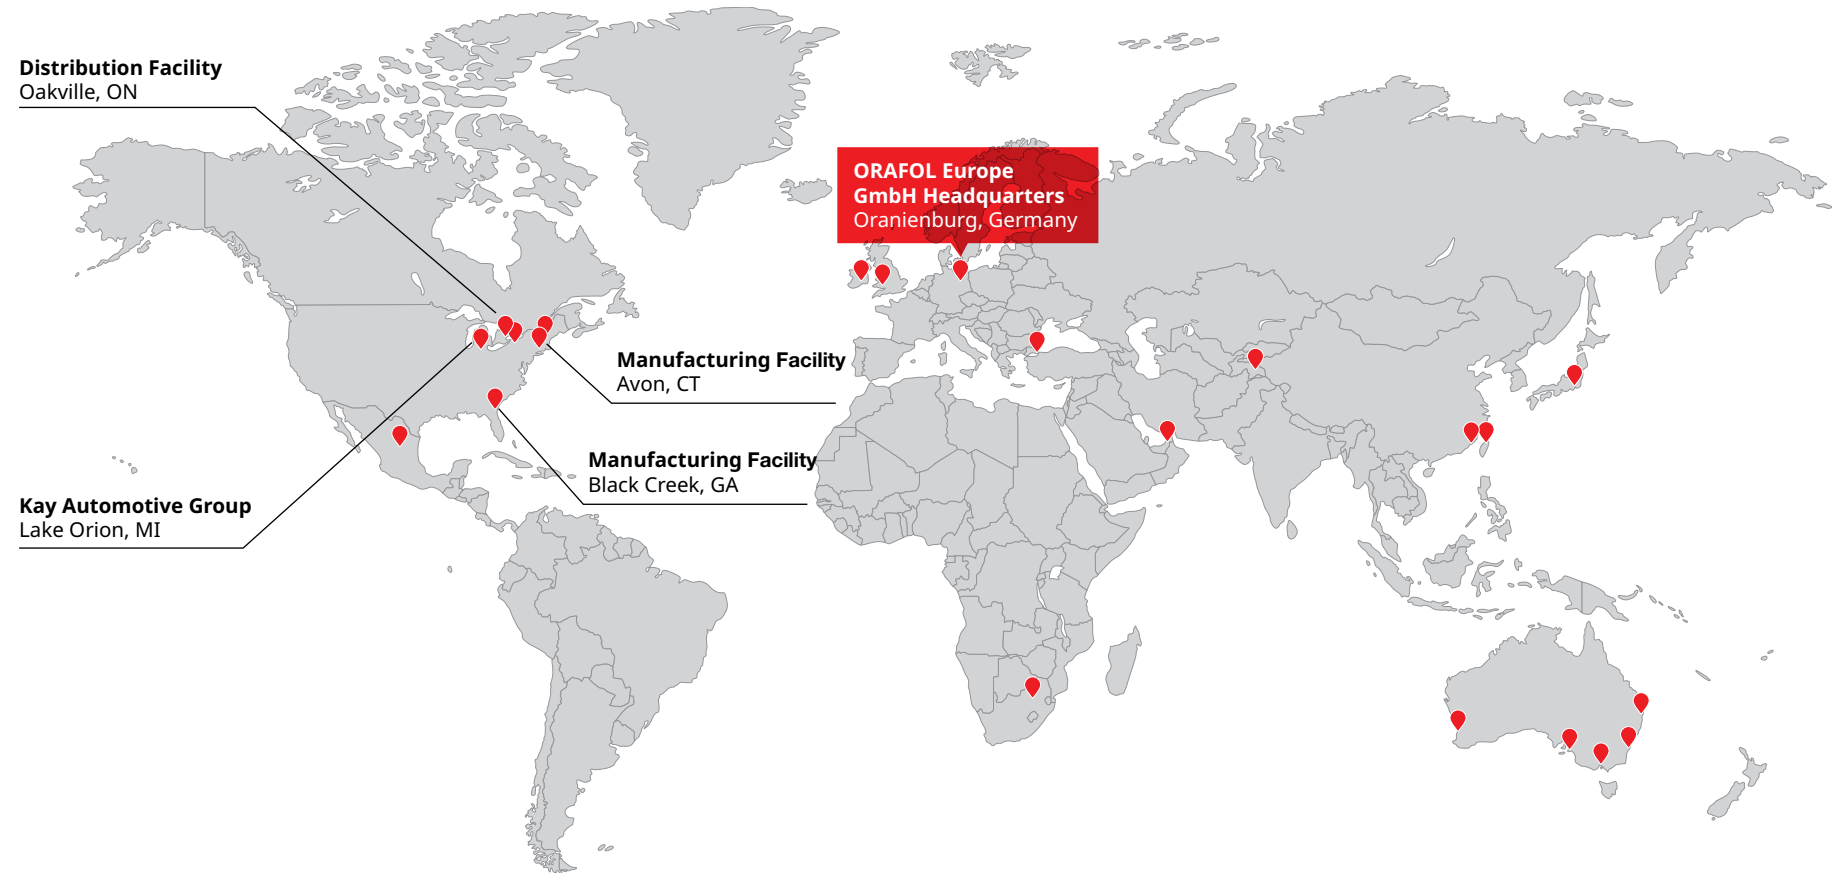 Distribution Facility
Oakville, ON
ORAFOL Europe
GmbH Headquarters
Oranienburg, Germany
Manufacturing Facility
Avon, CT
Manufacturing Facility
Black Creek, GA
Kay Automotive Group
Lake Orion, MI